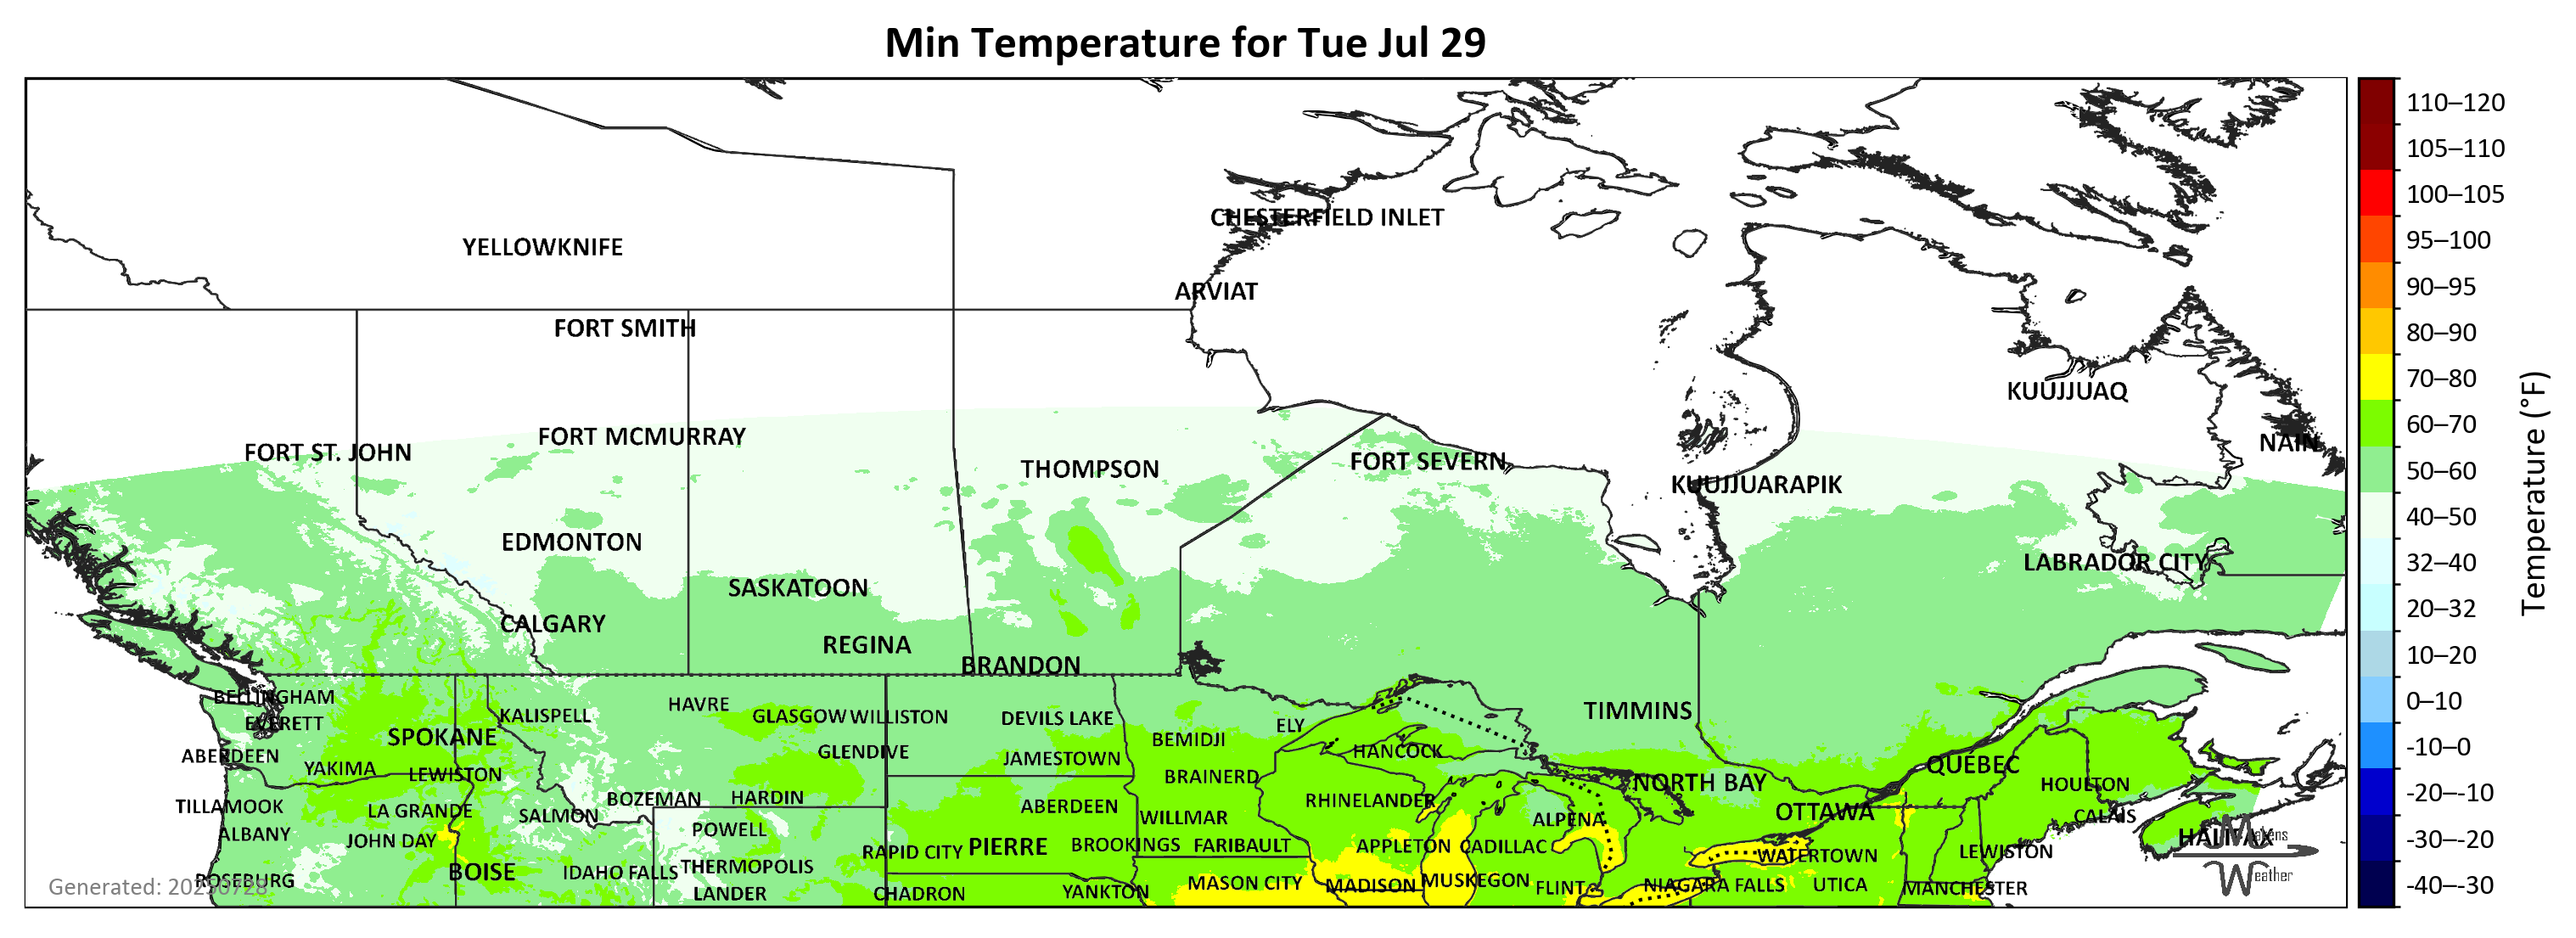 Min Temperature for Tue Jul 29
110–120
105–110
100–105
95–100
90–95
80–90
70–80
60–70
50–60
40–50
32–40
20–32
10–20
0–10
-10–0
-20–-10
-30–-20
-40–-30
Temperature (°F)
CHESTERFIELD INLET
YELLOWKNIFE
ARVIAT
FORT SMITH
KUUJJUAQ
FORT MCMURRAY
NAIN
FORT ST. JOHN
FORT SEVERN
THOMPSON
KUUJJUARAPIK
EDMONTON
LABRADOR CITY
SASKATOON
CALGARY
REGINA
BRANDON
BELLINGHAM
HAVRE
TIMMINS
KALISPELL
GLASGOW
WILLISTON
DEVILS LAKE
EVERETT
ELY
SPOKANE
BEMIDJI
HANCOCK
ABERDEEN
GLENDIVE
JAMESTOWN
QUEBEC
YAKIMA
LEWISTON
BRAINERD
NORTH BAY
HOULTON
BOZEMAN
HARDIN
RHINELANDER
TILLAMOOK
LA GRANDE
ABERDEEN
OTTAWA
SALMON
WILLMAR
ALPENA
CALAIS
ALBANY
POWELL
JOHN DAY
HALIFAX
RAPID CITY
PIERRE
BROOKINGS
FARIBAULT
APPLETON
CADILLAC
WATERTOWN
LEWISTON
BOISE
IDAHO FALLS
THERMOPOLIS
ROSEBURG
MASON CITY
MADISON
MUSKEGON
FLINT
NIAGARA FALLS
UTICA
MANCHESTER
LANDER
CHADRON
YANKTON
Generated: 20250728
Makens
Weather